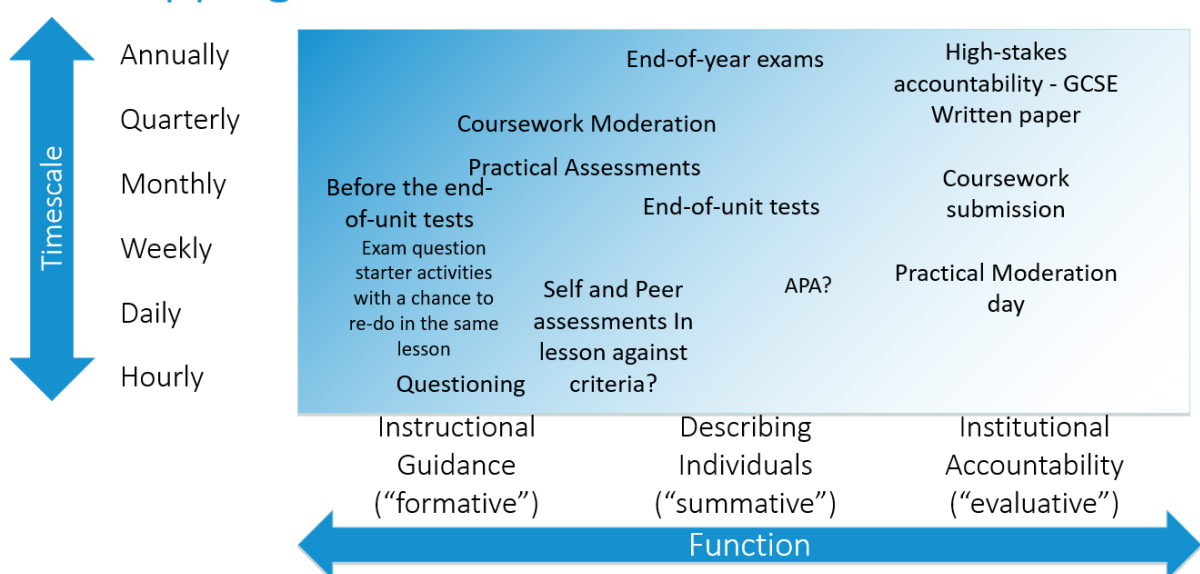 Timescale
Annually
Quarterly
Monthly
Weekly
Daily
Hourly
End-of-year exams
High-stakes
accountability - GCSE
Written paper
Coursework Moderation
Practical Assessments
Before the end-
of-unit tests
Coursework
submission
End-of-unit tests
Exam question
starter activities
with a chance to
re-do in the same
lesson
Self and Peer
assessments In
lesson against
criteria?
APA?
Practical Moderation
day
Questioning
Instructional
Guidance
(“formative”)
Describing
Individuals
(“summative”)
Institutional
Accountability
(“evaluative”)
Function